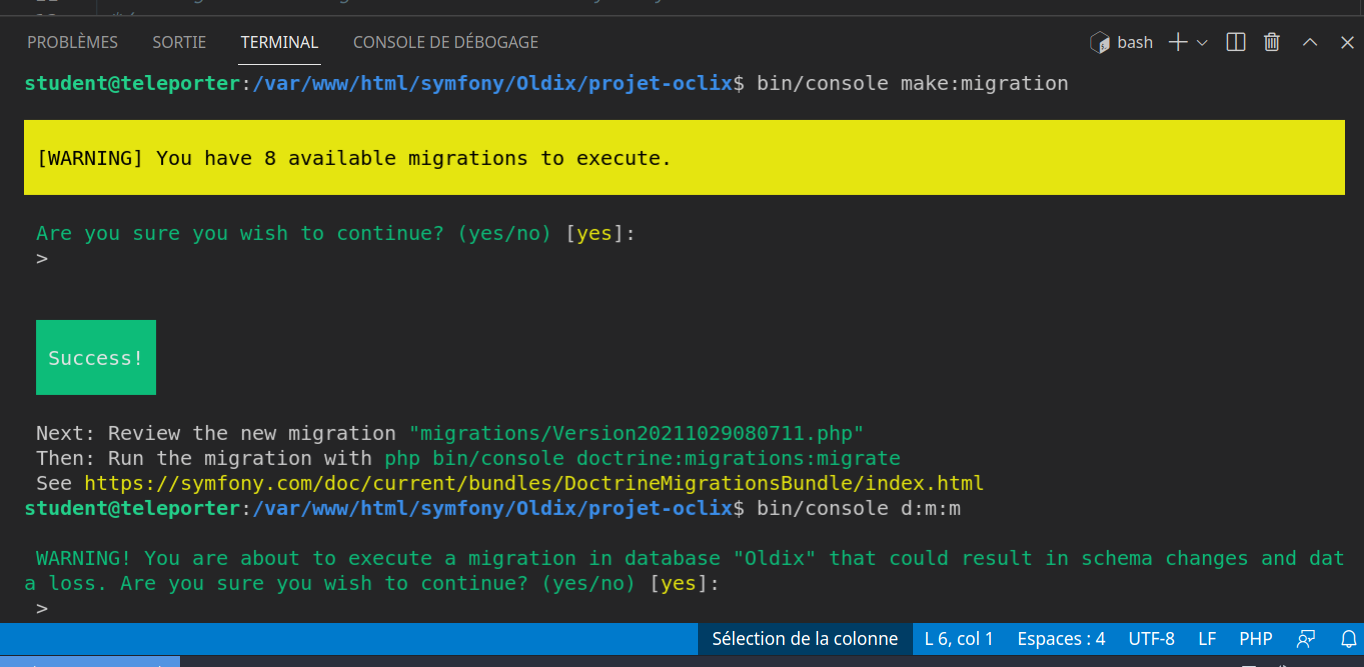 PROBLÈMES SORTIE TERMINAL CONSOLE DE DÉBOGAGE bash
student@teleporter:/var/www/html/symfony/Oldix/projet-oclix$ bin/console make:migration
[WARNING] You have 8 available migrations to execute.
Are you sure you wish to continue? (yes/no) [yes]:
>
Success!
Next: Review the new migration "migrations/Version20211029080711.php"
Then: Run the migration with php bin/console doctrine:migrations:migrate
See https://symfony.com/doc/current/bundles/DoctrineMigrationsBundle/index.html
student@teleporter:/var/www/html/symfony/Oldix/projet-oclix$ bin/console d:m:m
WARNING! You are about to execute a migration in database "Oldix" that could result in schema changes and dat
a loss. Are you sure you wish to continue? (yes/no) [yes]:
>
Sélection de la colonne L 6, col 1 Espaces : 4 UTF-8 LF PHP